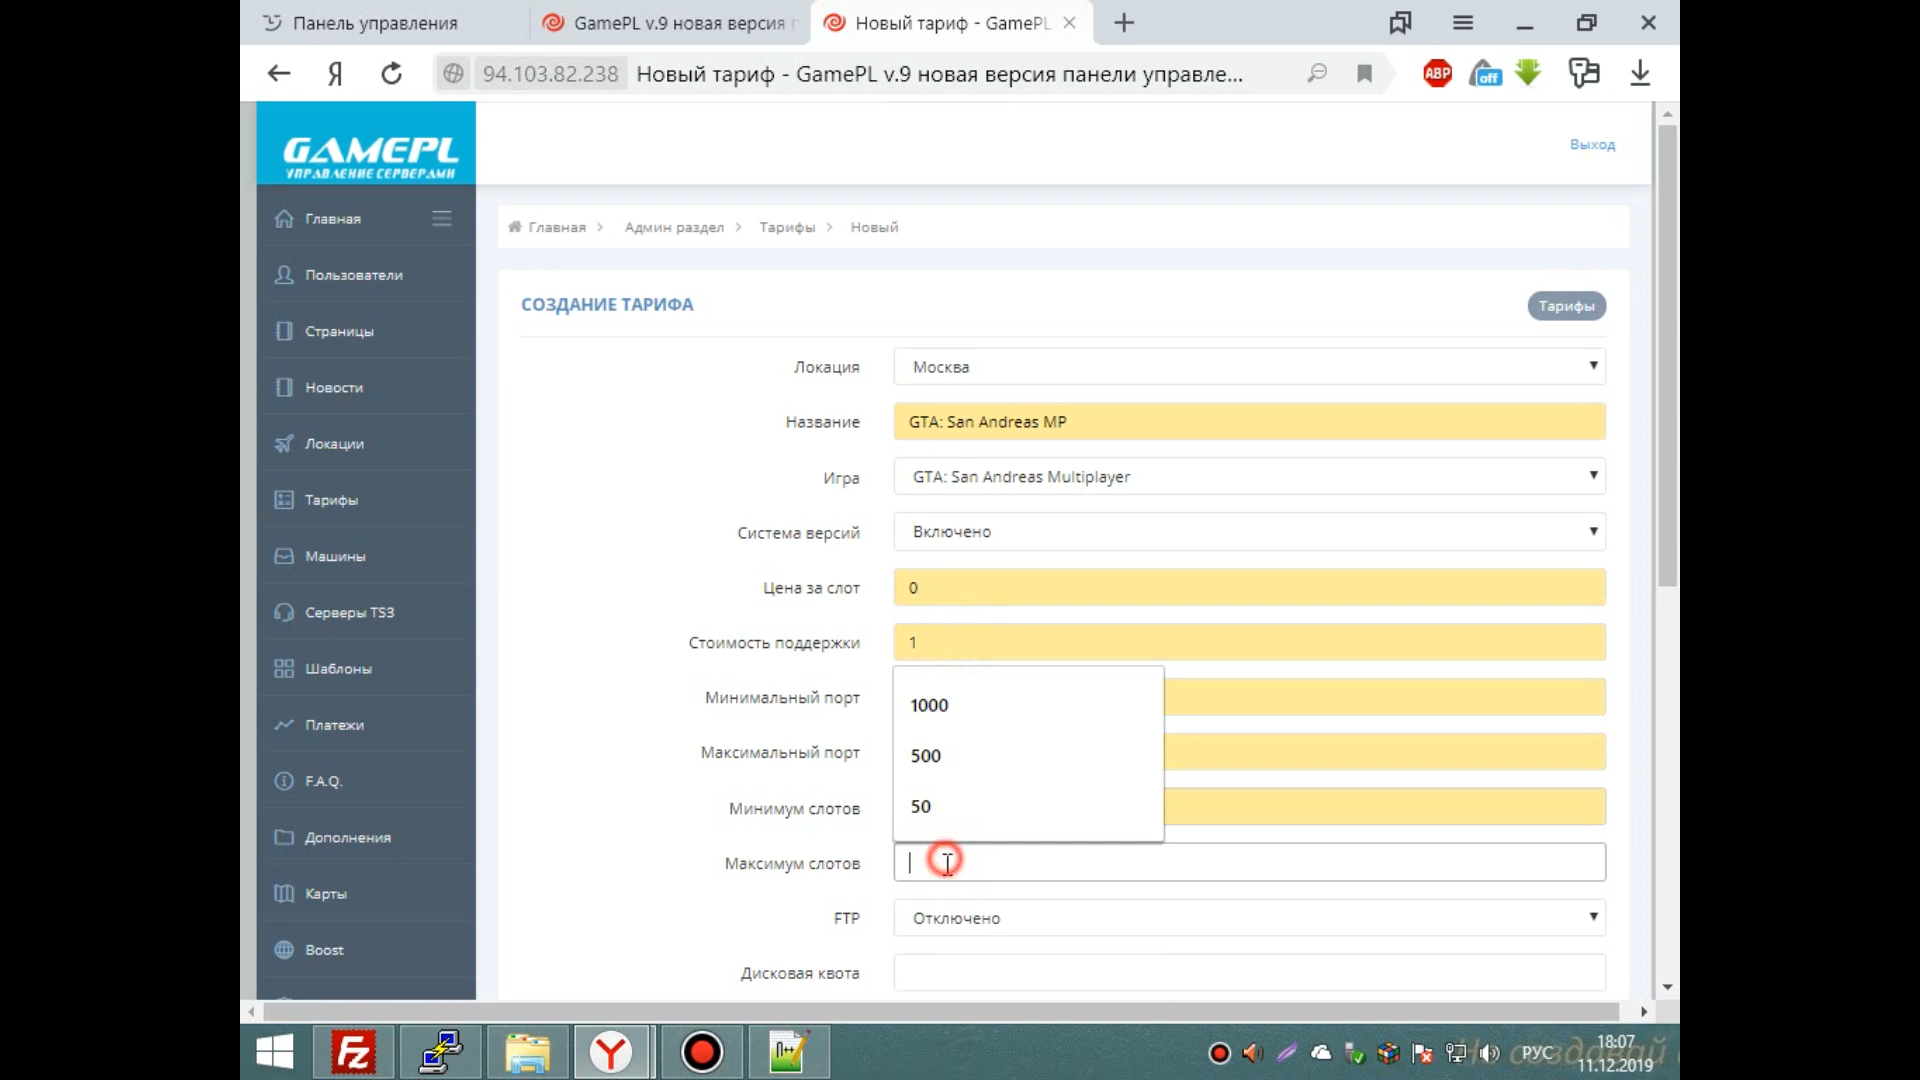 Панель управления
GamePL v.9 новая версия п
Новый тариф - GamePL
Я
94.103.82.238
Новый тариф - GamePL v.9 новая версия панели управле...
ABP
off
GAMEPL
УПРАВЛЕНИЕ СЕРВЕРАМИ
Выход
Главная
Пользователи
Страницы
Новости
Локации
Тарифы
Машины
Серверы TS3
Шаблоны
Платежи
F.A.Q.
Дополнения
Карты
Boost
Главная
Админ раздел
Тарифы
Новый
СОЗДАНИЕ ТАРИФА
Тарифы
Локация
Москва
Название
GTA: San Andreas MP
Игра
GTA: San Andreas Multiplayer
Система версий
Включено
Цена за слот
0
Стоимость поддержки
1
Минимальный порт
Максимальный порт
Минимум слотов
1000
500
50
Максимум слотов
FTP
Отключено
Дисковая квота
Fz
Y
РУС
18:07
11.12.2019